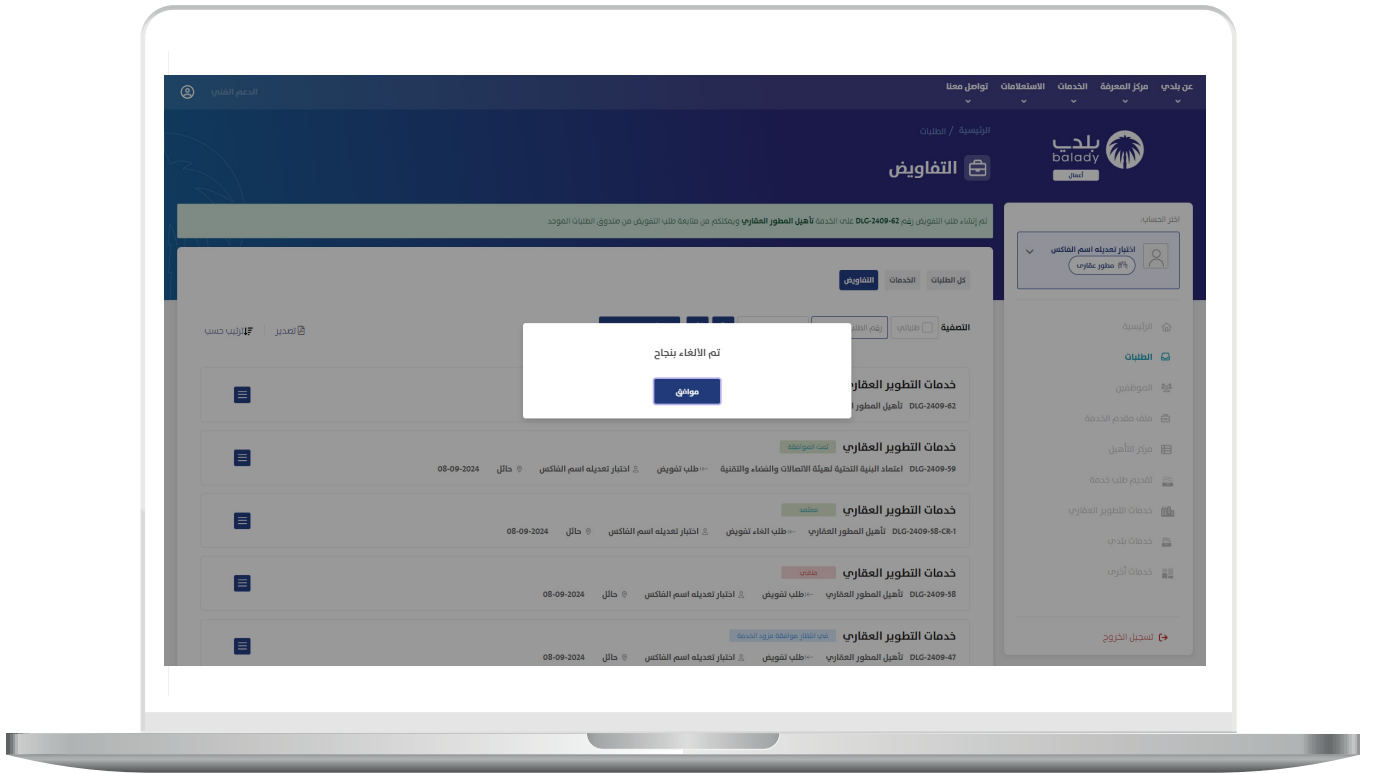 عن بلدي مركز المعرفة الخدمات الاستعلامات تواصل معنا
الدعم الفني
الرئيسية / الطلبات
بلدي
balady
أعمال
التفاويض
اختر الحساب:
تم إنشاء طلب التفويض رقم DLG-2409-62 على الخدمة تأهيل المطور العقاري ويمكنكم من متابعة طلب التفويض من صندوق الطلبات الموحد
اختبار تعديله اسم الفاكس
مطور عقاري
كل الطلبات الخدمات التفاويض
التصفية طلباتي رقم الطلب
تصدير ترتيب حسب
الرئيسية
الطلبات
الموظفين
ملف مقدم الخدمة
مركز التأهيل
تقديم طلب خدمة
خدمات التطوير العقاري
خدمات بلدي
خدمات أخرى
تسجيل الخروج
تم الألغاء بنجاح
موافق
خدمات التطوير العقاري
DLG-2409-62 تأهيل المطور
خدمات التطوير العقاري تمت الموافقة
DLG-2409-59 اعتماد البنية التحتية لهيئة الاتصالات والفضاء والتقنية طلب تفويض اختبار تعديله اسم الفاكس حائل 08-09-2024
خدمات التطوير العقاري معتمد
DLG-2409-58-CR-1 تأهيل المطور العقاري طلب الغاء تفويض اختبار تعديله اسم الفاكس حائل 08-09-2024
خدمات التطوير العقاري ملغي
DLG-2409-58 تأهيل المطور العقاري طلب تفويض اختبار تعديله اسم الفاكس حائل 08-09-2024
خدمات التطوير العقاري في انتظار موافقة مزود الخدمة
DLG-2409-47 تأهيل المطور العقاري طلب تفويض اختبار تعديله اسم الفاكس حائل 08-09-2024